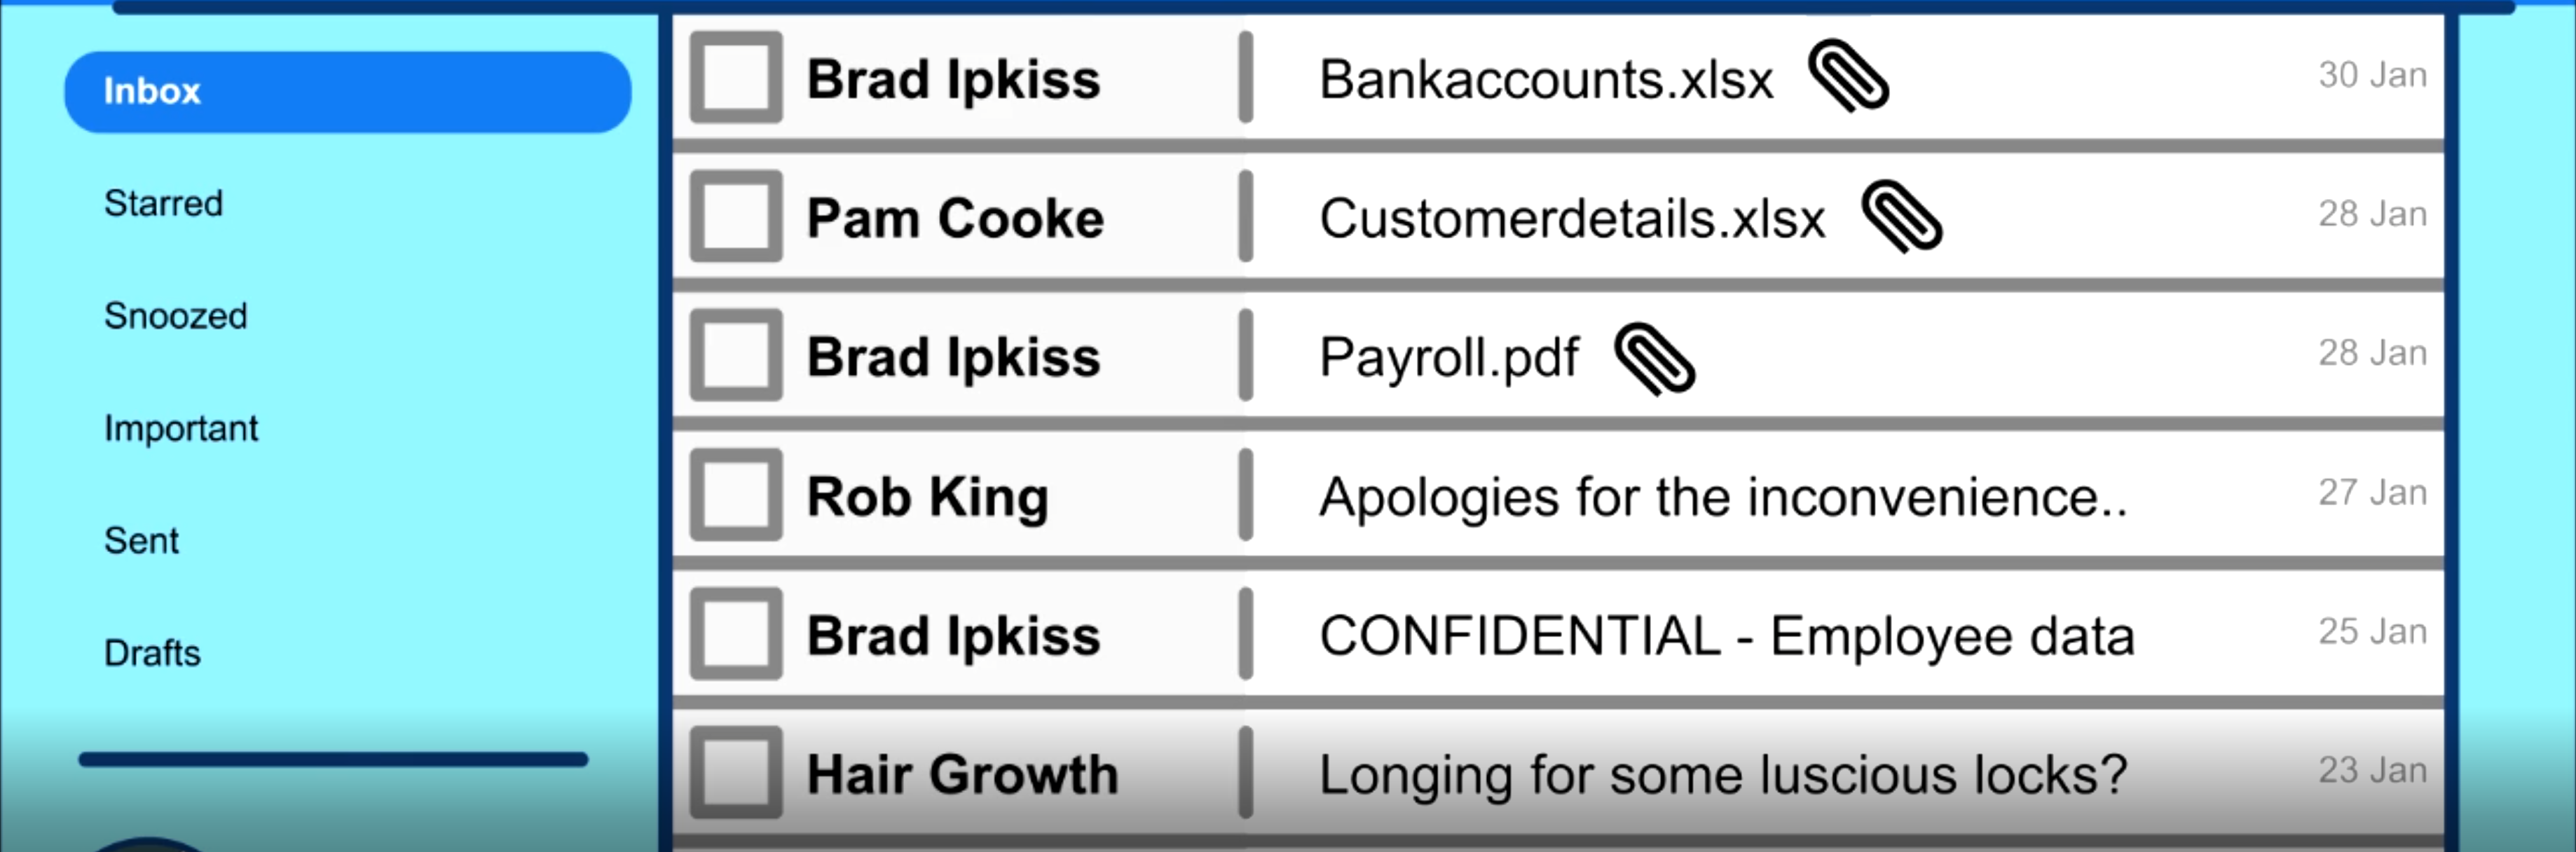 Inbox
Starred
Snoozed
Important
Sent
Drafts
Brad Ipkiss Bankaccounts.xlsx 30 Jan
Pam Cooke Customerdetails.xlsx 28 Jan
Brad Ipkiss Payroll.pdf 28 Jan
Rob King Apologies for the inconvenience.. 27 Jan
Brad Ipkiss CONFIDENTIAL - Employee data 25 Jan
Hair Growth Longing for some luscious locks? 23 Jan